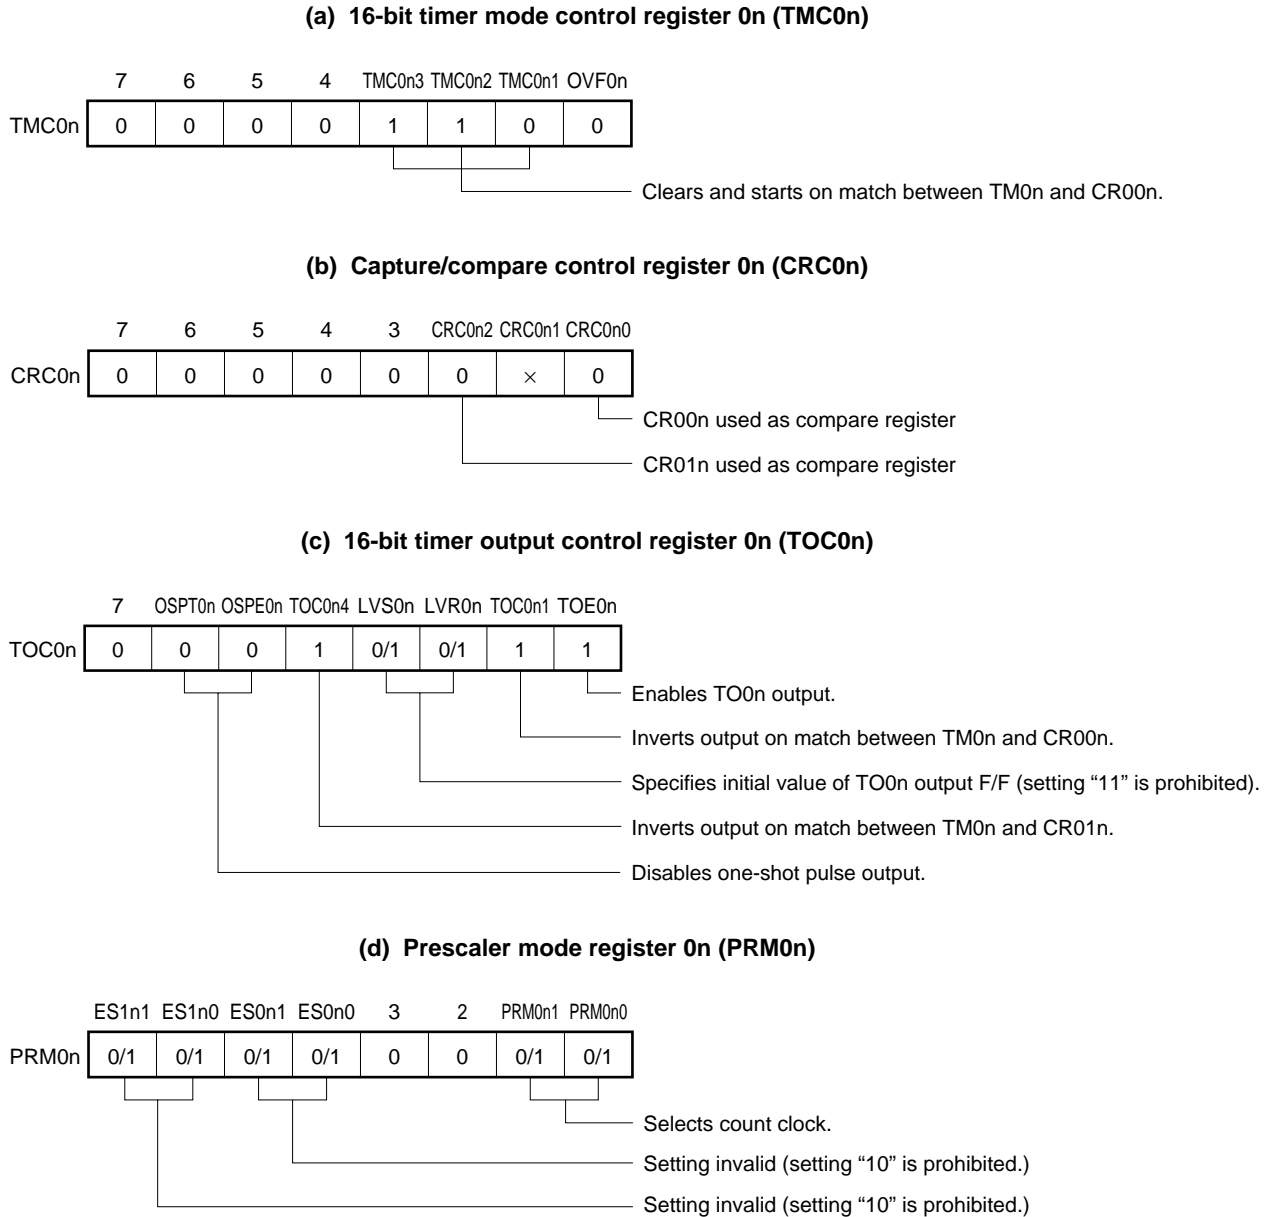 (a) 16-bit timer mode control register 0n (TMC0n)
7 6 5 4 TMC0n3 TMC0n2 TMC0n1 OVF0n
TMC0n 0 0 0 0 1 1 0 0
Clears and starts on match between TM0n and CR00n.
(b) Capture/compare control register 0n (CRC0n)
7 6 5 4 3 CRC0n2 CRC0n1 CRC0n0
CRC0n 0 0 0 0 0 0 × 0
CR00n used as compare register
CR01n used as compare register
(c) 16-bit timer output control register 0n (TOC0n)
7 OSPT0n OSPE0n TOC0n4 LVS0n LVR0n TOC0n1 TOE0n
TOC0n 0 0 0 1 0/1 0/1 1 1
Enables TO0n output.
Inverts output on match between TM0n and CR00n.
Specifies initial value of TO0n output F/F (setting “11” is prohibited).
Inverts output on match between TM0n and CR01n.
Disables one-shot pulse output.
(d) Prescaler mode register 0n (PRM0n)
ES1n1 ES1n0 ES0n1 ES0n0 3 2 PRM0n1 PRM0n0
PRM0n 0/1 0/1 0/1 0/1 0 0 0/1 0/1
Selects count clock.
Setting invalid (setting “10” is prohibited.)
Setting invalid (setting “10” is prohibited.)